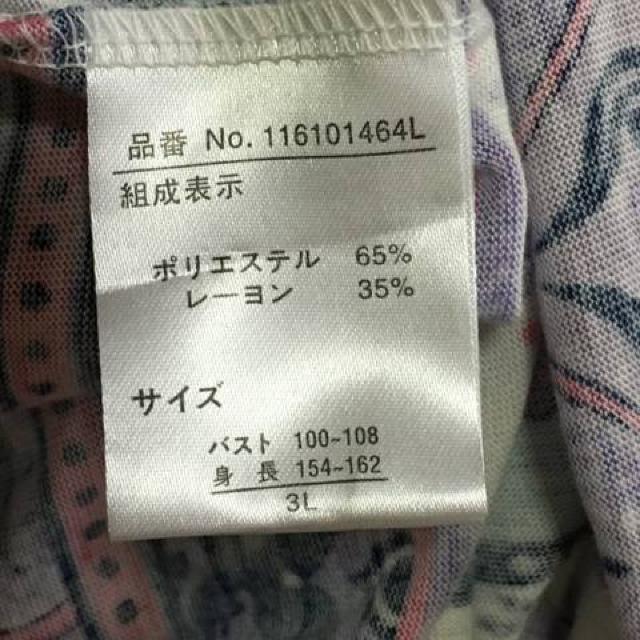 品番 No. 116101464L
組成表示
ポリエステル 65%
レーヨン 35%
サイズ
バスト 100-108
身長 154~162
3L